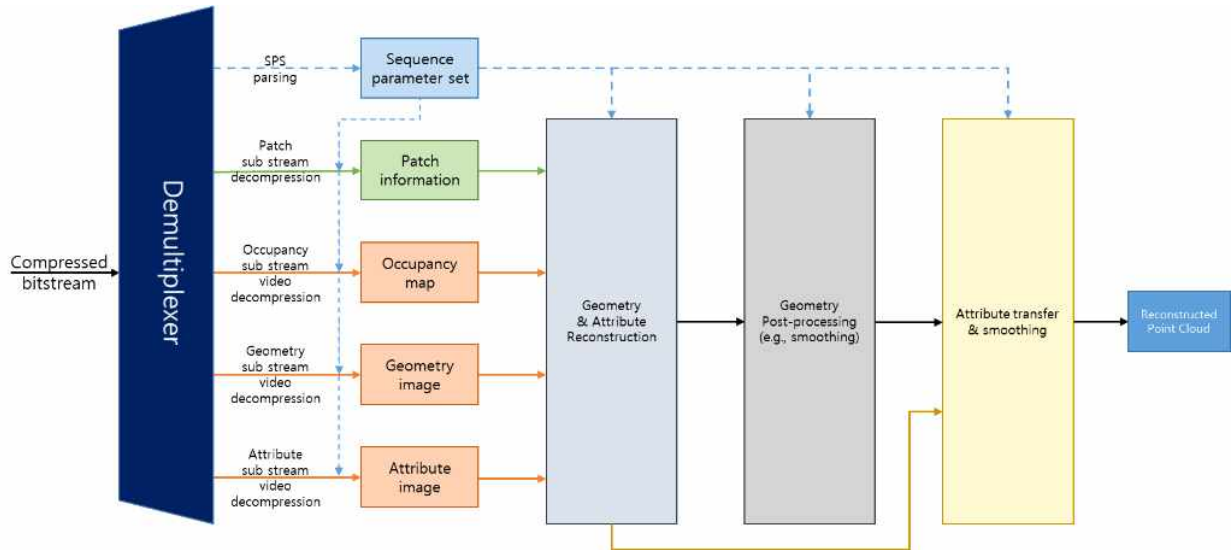 SPS
parsing
Sequence
parameter set
Patch
sub stream
decompression
Patch
information
Demultiplexer
Compressed
bitstream
Occupancy
sub stream
video
decompression
Occupancy
map
Geometry
& Attribute
Reconstruction
Geometry
Post-processing
(e.g., smoothing)
Attribute transfer
& smoothing
Reconstructed
Point Cloud
Geometry
sub stream
video
decompression
Geometry
image
Attribute
sub stream
video
decompression
Attribute
image